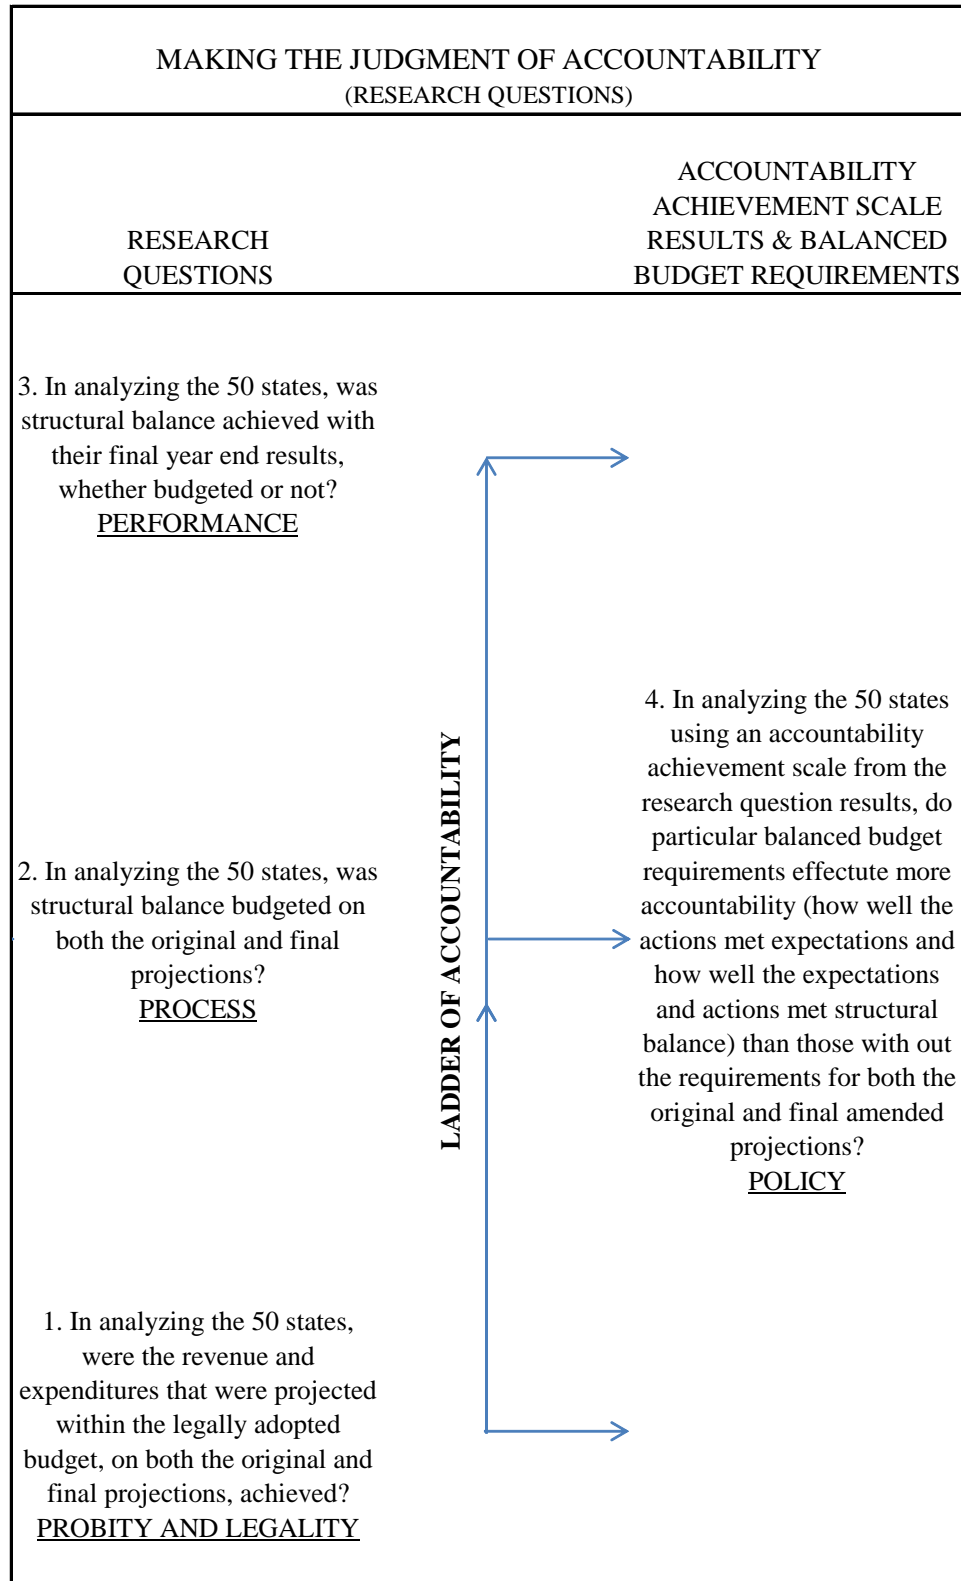 MAKING THE JUDGMENT OF ACCOUNTABILITY
(RESEARCH QUESTIONS)
RESEARCH
QUESTIONS
ACCOUNTABILITY
ACHIEVEMENT SCALE
RESULTS & BALANCED
BUDGET REQUIREMENTS
3. In analyzing the 50 states, was
structural balance achieved with
their final year end results,
whether budgeted or not?
PERFORMANCE
2. In analyzing the 50 states, was
structural balance budgeted on
both the original and final
projections?
PROCESS
1. In analyzing the 50 states,
were the revenue and
expenditures that were projected
within the legally adopted
budget, on both the original and
final projections, achieved?
PROBITY AND LEGALITY
LADDER OF ACCOUNTABILITY
4. In analyzing the 50 states
using an accountability
achievement scale from the
research question results, do
particular balanced budget
requirements effectute more
accountability (how well the
actions met expectations and
how well the expectations
and actions met structural
balance) than those with out
the requirements for both the
original and final amended
projections?
POLICY